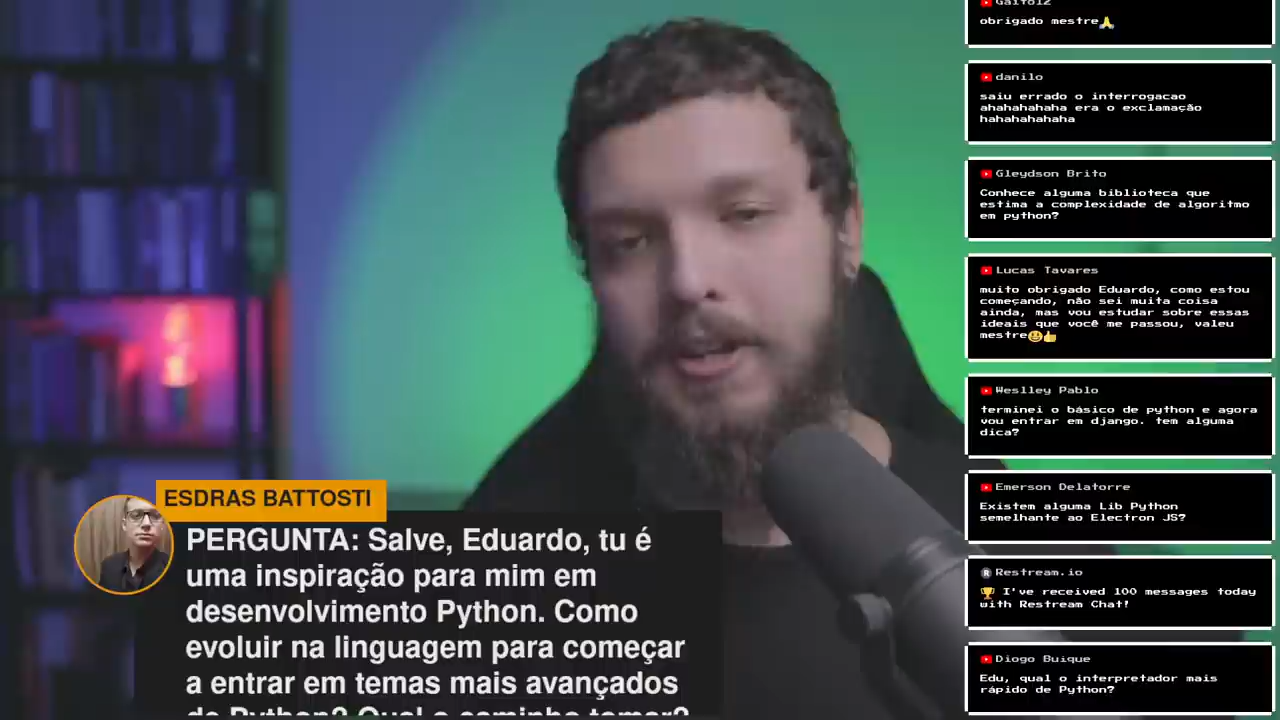 ESDRAS BATTOSTI
PERGUNTA: Salve, Eduardo, tu é
uma inspiração para mim em
desenvolvimento Python. Como
evoluir na linguagem para começar
a entrar em temas mais avançados
de Python? Qual o caminho tomar?
obrigado mestre🙏
danilo
saiu errado o interrogacao
ahahahahaha era o exclamação
hahahahahaha
Gleydson Brito
Conhece alguma biblioteca que
estima a complexidade de algoritmo
em python?
Lucas Tavares
muito obrigado Eduardo, como estou
começando, não sei muita coisa
ainda, mas vou estudar sobre essas
ideais que você me passou, valeu
mestre😃👍
Weslley Pablo
terminei o básico de python e agora
vou entrar em django. tem alguma
dica?
Emerson Delatorre
Existem alguma Lib Python
semelhante ao Electron JS?
Restream.io
🏆 I've received 100 messages today
with Restream Chat!
Diogo Buique
Edu, qual o interpretador mais
rápido de Python?